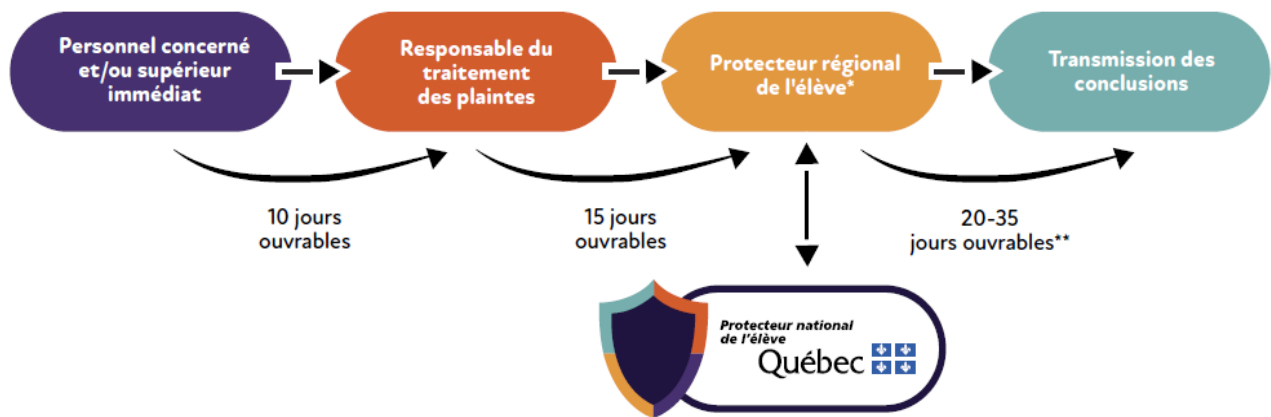 Personnel concerné
et/ou supérieur
immédiat
Responsable du
traitement
des plaintes
Protecteur régional
de l'élève*
Transmission des
conclusions
10 jours
ouvrables
15 jours
ouvrables
20-35
jours ouvrables**
Protecteur national
de l'élève
Québec